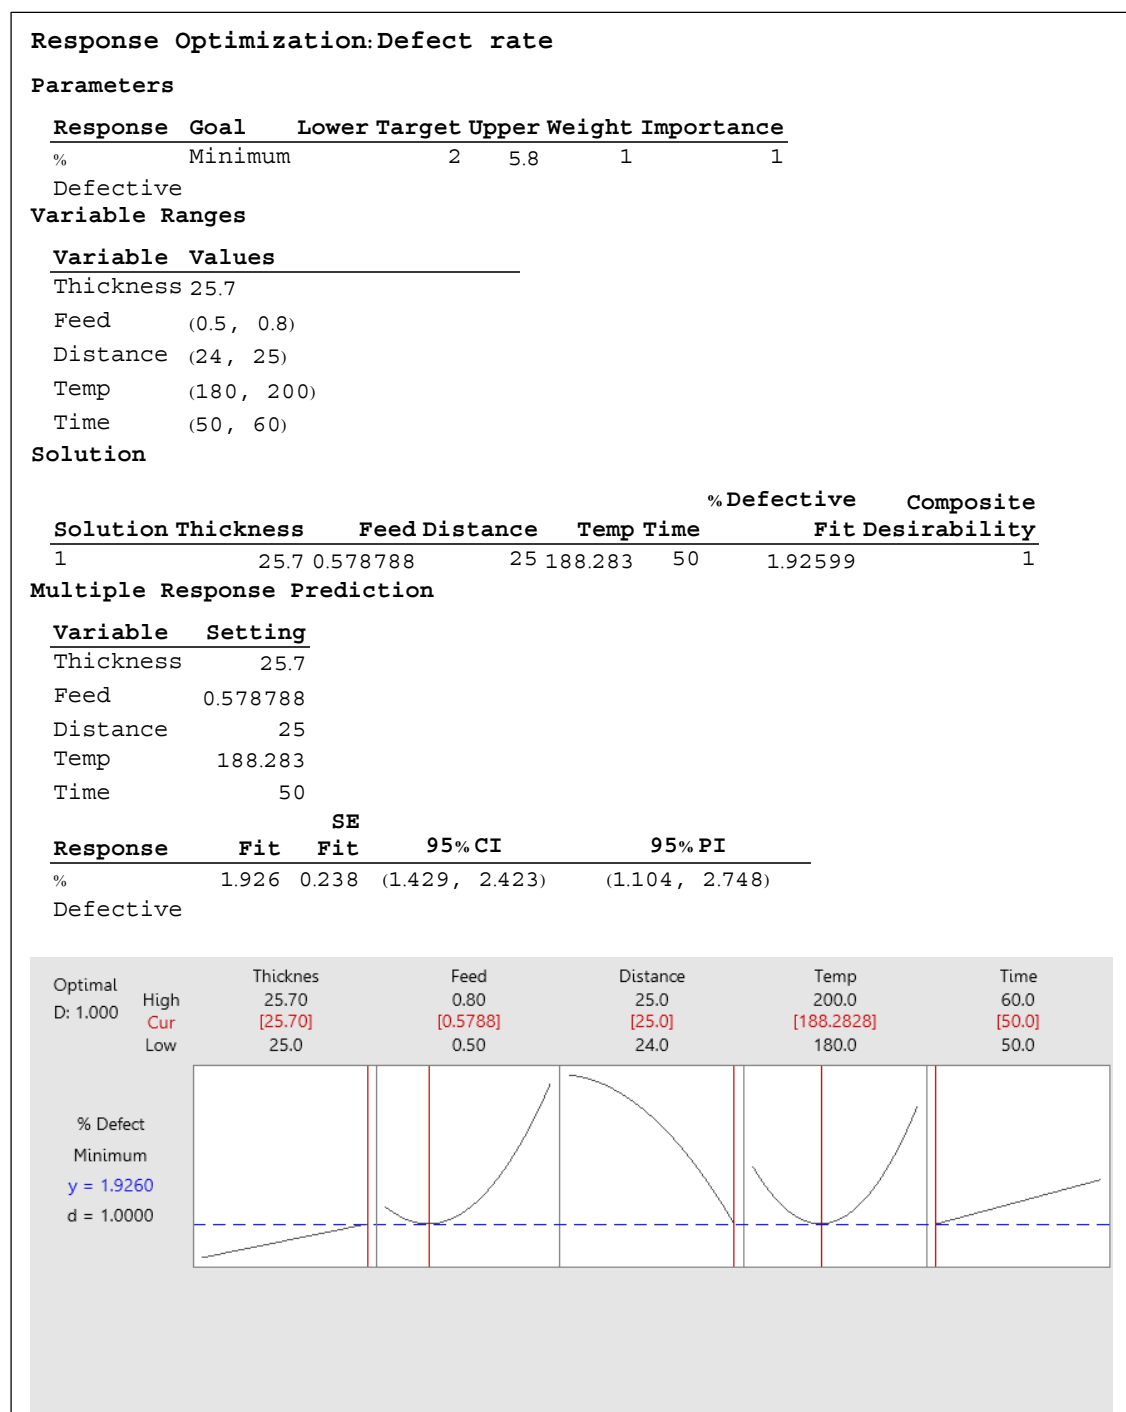 Response Optimization: Defect rate
Parameters
Response Goal Lower Target Upper Weight Importance
% Minimum 2 5.8 1 1
Defective
Variable Ranges
Variable Values
Thickness 25.7
Feed (0.5, 0.8)
Distance (24, 25)
Temp (180, 200)
Time (50, 60)
Solution
% Defective Composite
Solution Thickness Feed Distance Temp Time Fit Desirability
1 25.7 0.578788 25 188.283 50 1.92599 1
Multiple Response Prediction
Variable Setting
Thickness 25.7
Feed 0.578788
Distance 25
Temp 188.283
Time 50
SE
Response Fit Fit 95% CI 95% PI
% 1.926 0.238 (1.429, 2.423) (1.104, 2.748)
Defective
Optimal Thicknes Feed Distance Temp Time
D: 1.000 High 25.70 0.80 25.0 200.0 60.0
Cur [25.70] [0.5788] [25.0] [188.2828] [50.0]
Low 25.0 0.50 24.0 180.0 50.0
% Defect
Minimum
y = 1.9260
d = 1.0000